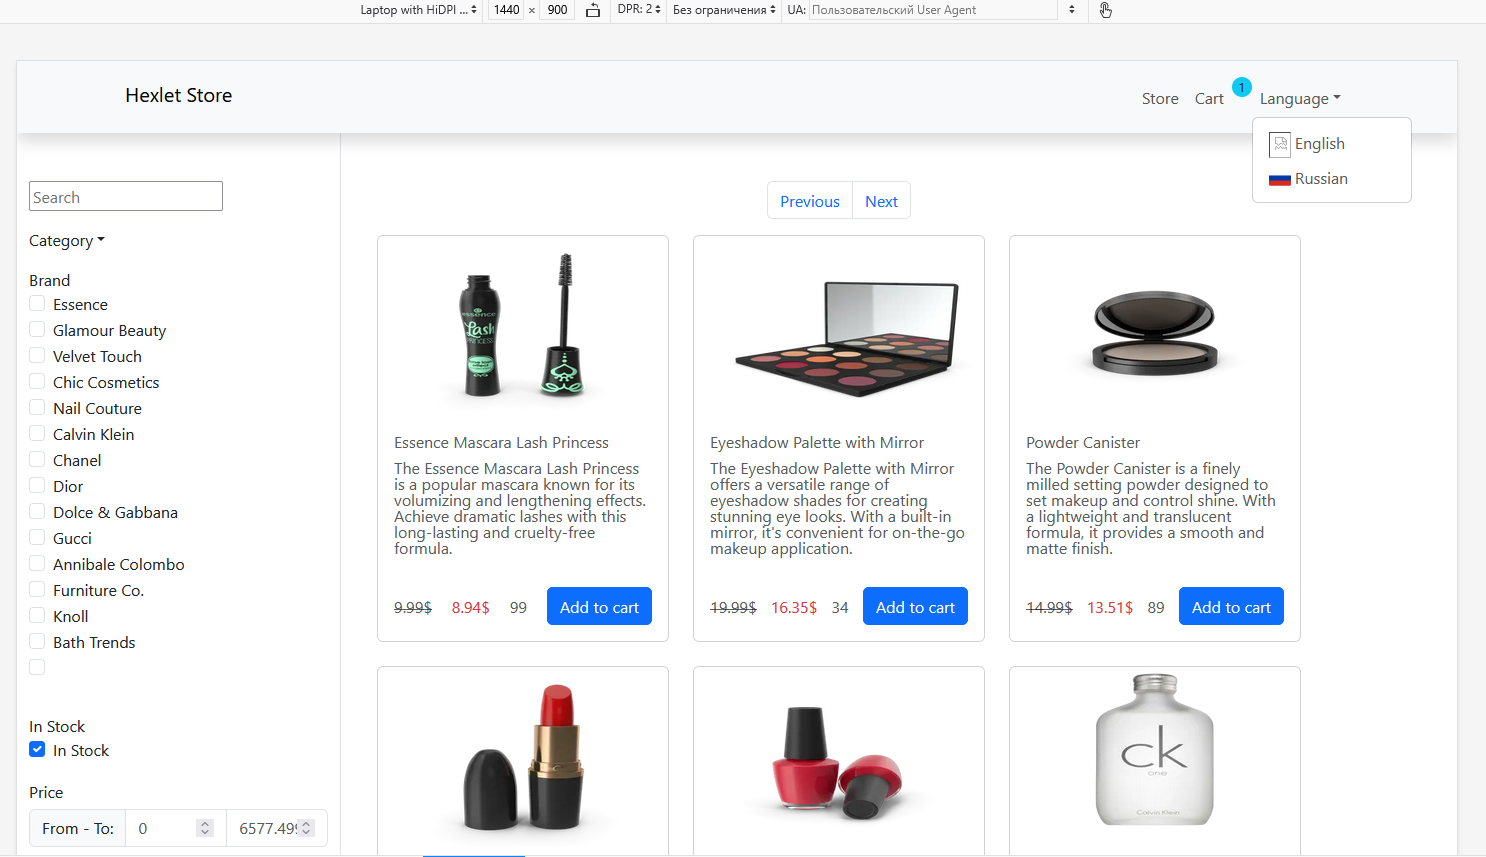 Laptop with HiDPI ... 1440 × 900 DPR: 2 Без ограничения UA: Пользовательский User Agent
Hexlet Store
Store Cart 1 Language
English
Russian
Search
Category
Brand
Essence
Glamour Beauty
Velvet Touch
Chic Cosmetics
Nail Couture
Calvin Klein
Chanel
Dior
Dolce & Gabbana
Gucci
Annibale Colombo
Furniture Co.
Knoll
Bath Trends
In Stock
In Stock
Price
From - To: 0 6577.499
Previous Next
essence
Lash
PRINCESS
Essence Mascara Lash Princess
The Essence Mascara Lash Princess
is a popular mascara known for its
volumizing and lengthening effects.
Achieve dramatic lashes with this
long-lasting and cruelty-free
formula.
9.99$ 8.94$ 99 Add to cart
Eyeshadow Palette with Mirror
The Eyeshadow Palette with Mirror
offers a versatile range of
eyeshadow shades for creating
stunning eye looks. With a built-in
mirror, it's convenient for on-the-go
makeup application.
19.99$ 16.35$ 34 Add to cart
Powder Canister
The Powder Canister is a finely
milled setting powder designed to
set makeup and control shine. With
a lightweight and translucent
formula, it provides a smooth and
matte finish.
14.99$ 13.51$ 89 Add to cart
ck
one
Calvin Klein